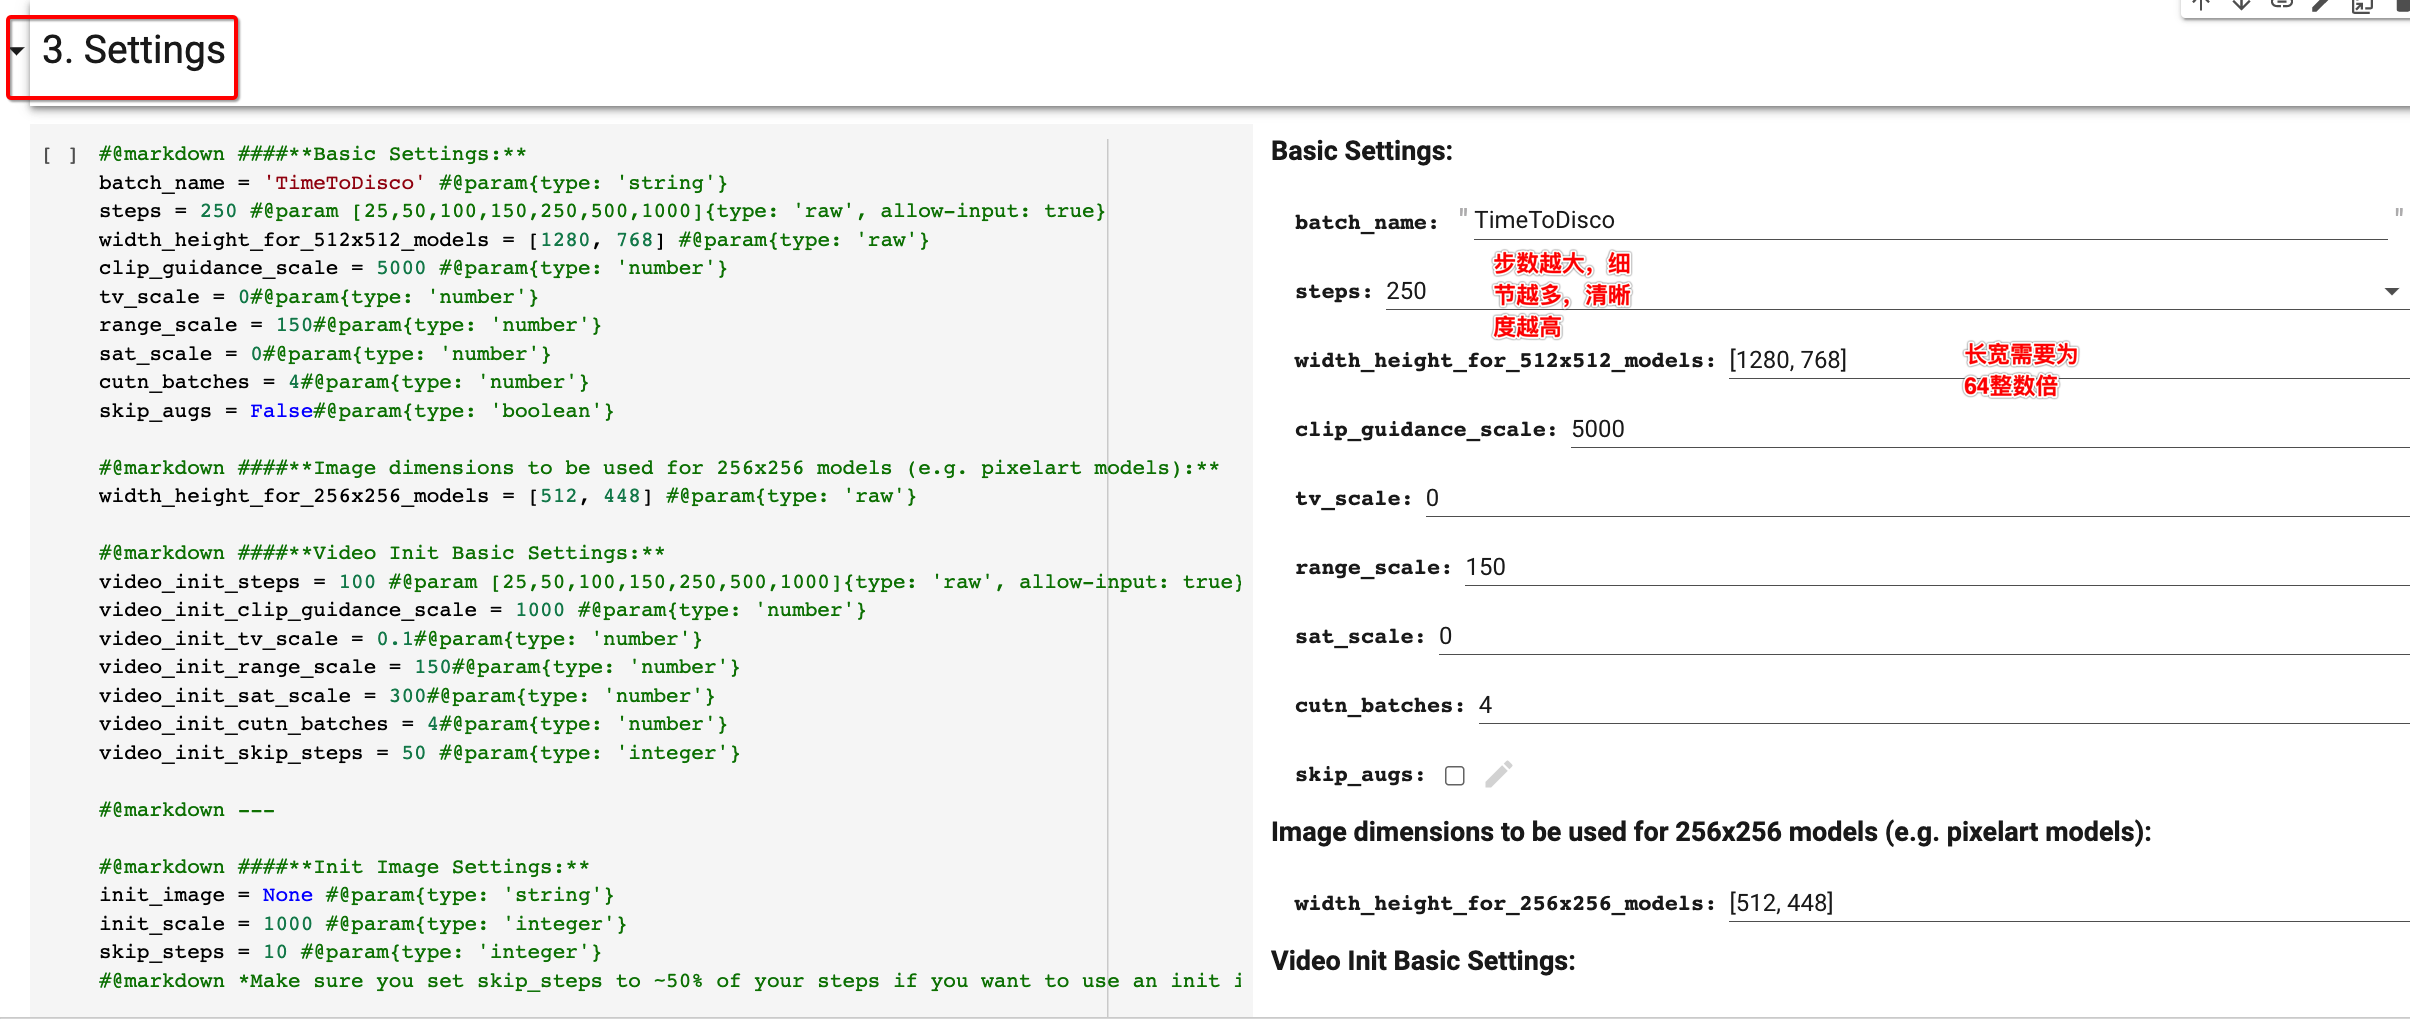 3. Settings
[ ]
#@markdown ####**Basic Settings:**
batch_name = 'TimeToDisco' #@param{type: 'string'}
steps = 250 #@param [25,50,100,150,250,500,1000]{type: 'raw', allow-input: true}
width_height_for_512x512_models = [1280, 768] #@param{type: 'raw'}
clip_guidance_scale = 5000 #@param{type: 'number'}
tv_scale = 0#@param{type: 'number'}
range_scale = 150#@param{type: 'number'}
sat_scale = 0#@param{type: 'number'}
cutn_batches = 4#@param{type: 'number'}
skip_augs = False#@param{type: 'boolean'}
#@markdown ####**Image dimensions to be used for 256x256 models (e.g. pixelart models):**
width_height_for_256x256_models = [512, 448] #@param{type: 'raw'}
#@markdown ####**Video Init Basic Settings:**
video_init_steps = 100 #@param [25,50,100,150,250,500,1000]{type: 'raw', allow-input: true}
video_init_clip_guidance_scale = 1000 #@param{type: 'number'}
video_init_tv_scale = 0.1#@param{type: 'number'}
video_init_range_scale = 150#@param{type: 'number'}
video_init_sat_scale = 300#@param{type: 'number'}
video_init_cutn_batches = 4#@param{type: 'number'}
video_init_skip_steps = 50 #@param{type: 'integer'}
#@markdown ---
#@markdown ####**Init Image Settings:**
init_image = None #@param{type: 'string'}
init_scale = 1000 #@param{type: 'integer'}
skip_steps = 10 #@param{type: 'integer'}
#@markdown *Make sure you set skip_steps to ~50% of your steps if you want to use an init i
Basic Settings:
batch_name: " TimeToDisco "
steps: 250
步数越大，细
节越多，清晰
度越高
width_height_for_512x512_models: [1280, 768]
长宽需要为
64整数倍
clip_guidance_scale: 5000
tv_scale: 0
range_scale: 150
sat_scale: 0
cutn_batches: 4
skip_augs:
Image dimensions to be used for 256x256 models (e.g. pixelart models):
width_height_for_256x256_models: [512, 448]
Video Init Basic Settings: